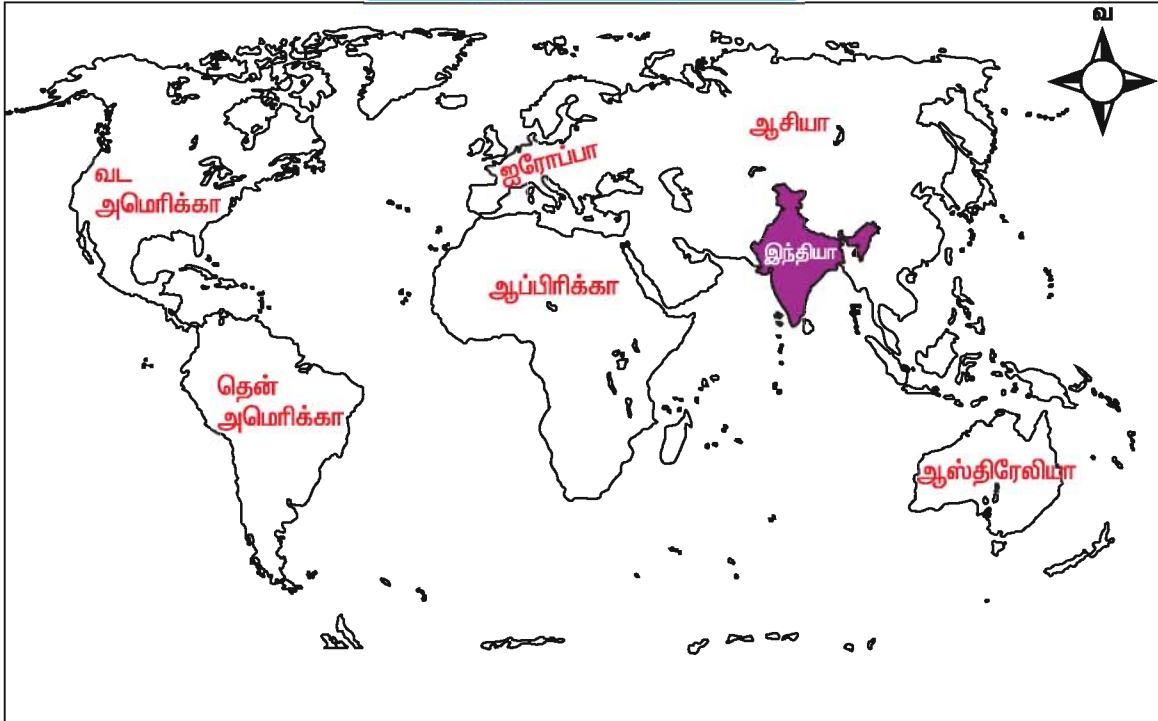 வ
ஆசியா
ஐரோப்பா
வட
அமெரிக்கா
இந்தியா
ஆப்பிரிக்கா
தென்
அமெரிக்கா
ஆஸ்திரேலியா